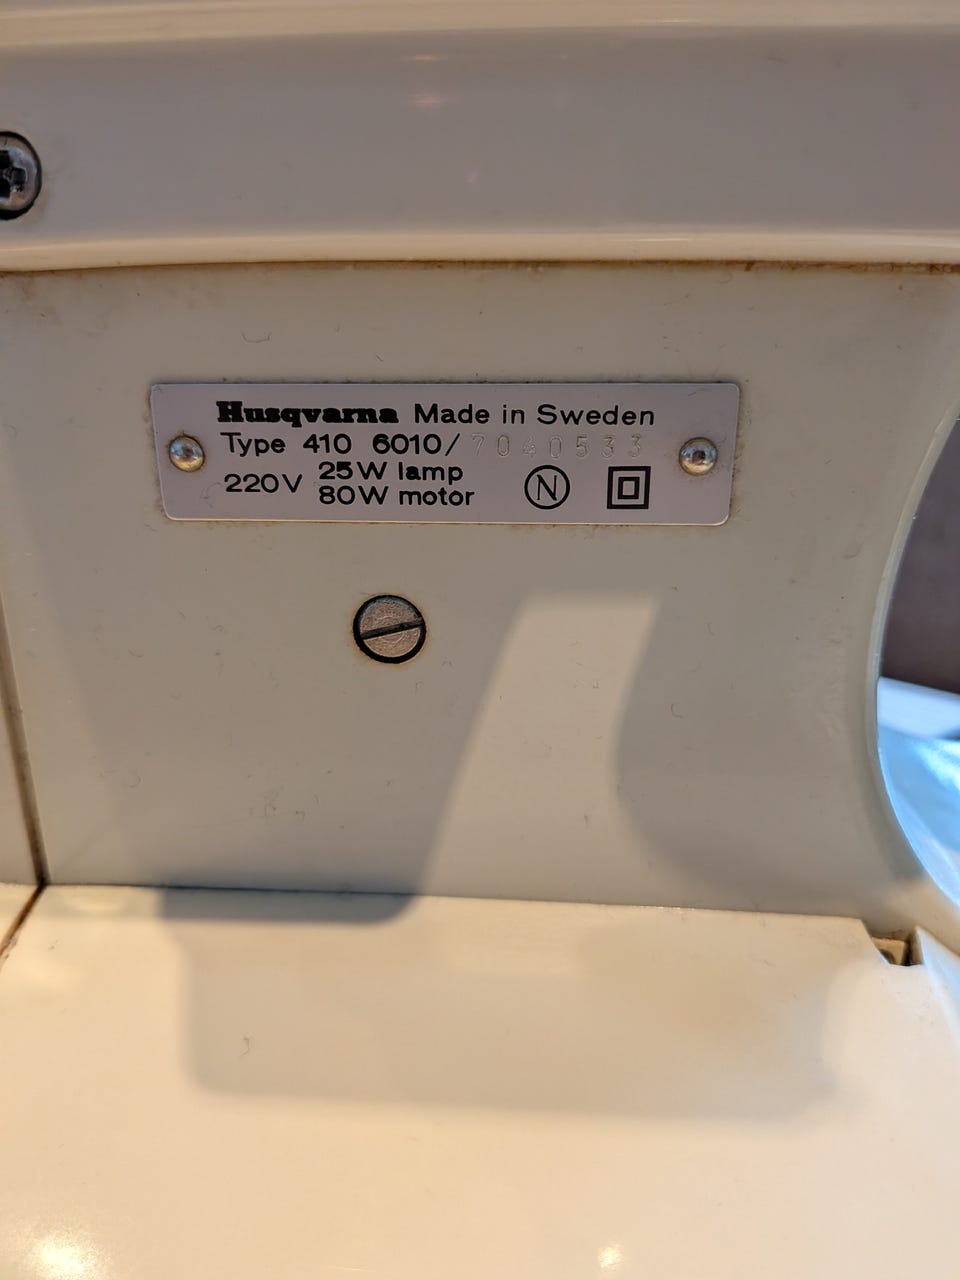 Husqvarna Made in Sweden
Type 410 6010/7040533
220V 25W lamp
80W motor
N